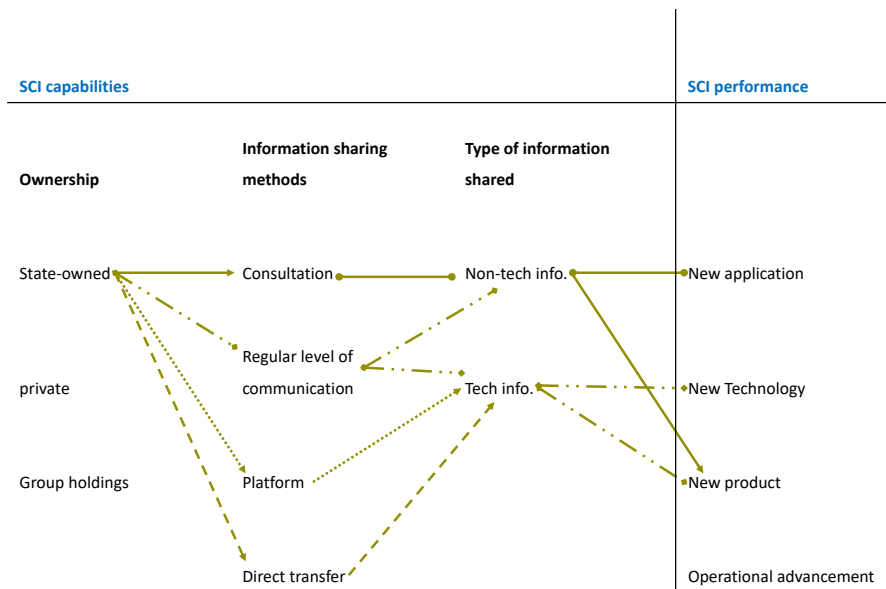 SCI capabilities
SCI performance
Ownership
Information sharing
methods
Type of information
shared
State-owned
Consultation
Non-tech info.
New application
Regular level of
communication
private
Tech info.
New Technology
Group holdings
Platform
New product
Direct transfer
Operational advancement